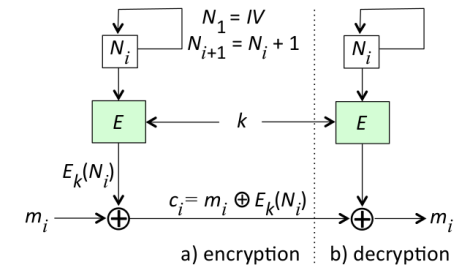 N₁ = IV
Nᵢ Nᵢ₊₁ = Nᵢ + 1 Nᵢ
E k E
Eₖ(Nᵢ)
mᵢ cᵢ = mᵢ ⊕ Eₖ(Nᵢ) mᵢ
a) encryption b) decryption